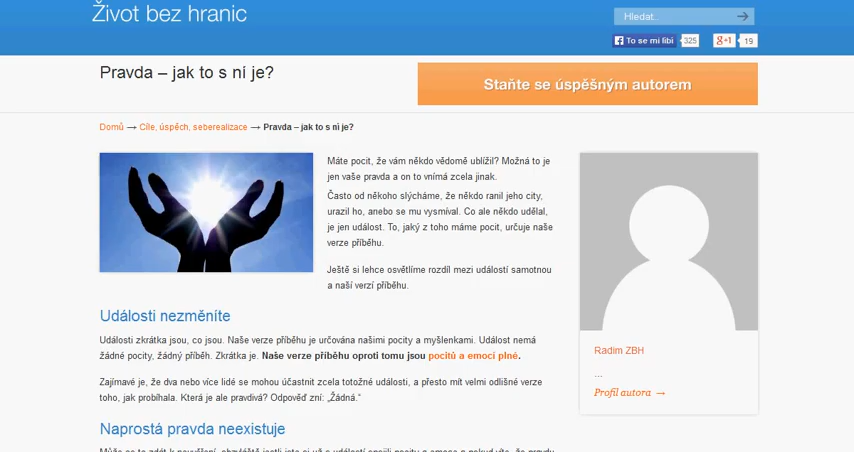 Život bez hranic
Hledat..
To se mi líbí 325
g+1 19
Pravda – jak to s ní je?
Staňte se úspěšným autorem
Domů → Cíle, úspěch, seberealizace → Pravda – jak to s ní je?
Máte pocit, že vám někdo vědomě ublížil? Možná to je
jen vaše pravda a on to vnímá zcela jinak.
Často od někoho slýcháme, že někdo ranil jeho city,
urazil ho, anebo se mu vysmíval. Co ale někdo udělal,
je jen událost. To, jaký z toho máme pocit, určuje naše
verze příběhu.
Ještě si lehce osvětlíme rozdíl mezi událostí samotnou
a naší verzí příběhu.
Události nezměníte
Události zkrátka jsou, co jsou. Naše verze příběhu je určována našimi pocity a myšlenkami. Událost nemá
žádné pocity, žádný příběh. Zkrátka je. Naše verze příběhu oproti tomu jsou pocitů a emocí plné.
Zajímavé je, že dva nebo více lidé se mohou účastnit zcela totožné události, a přesto mít velmi odlišné verze
toho, jak probíhala. Která je ale pravdivá? Odpověď zní: „Žádná.“
Naprostá pravda neexistuje
Radim ZBH
...
Profil autora →